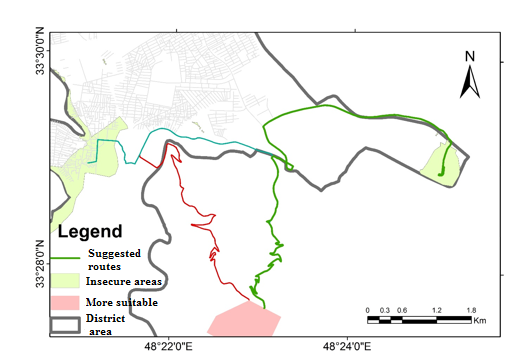 33°30'0"N
N
Legend
Suggested
routes
Insecure areas
More suitable
District
area
33°28'0"N
0 0.3 0.6 1.2 1.8
Km
48°22'0"E
48°24'0"E